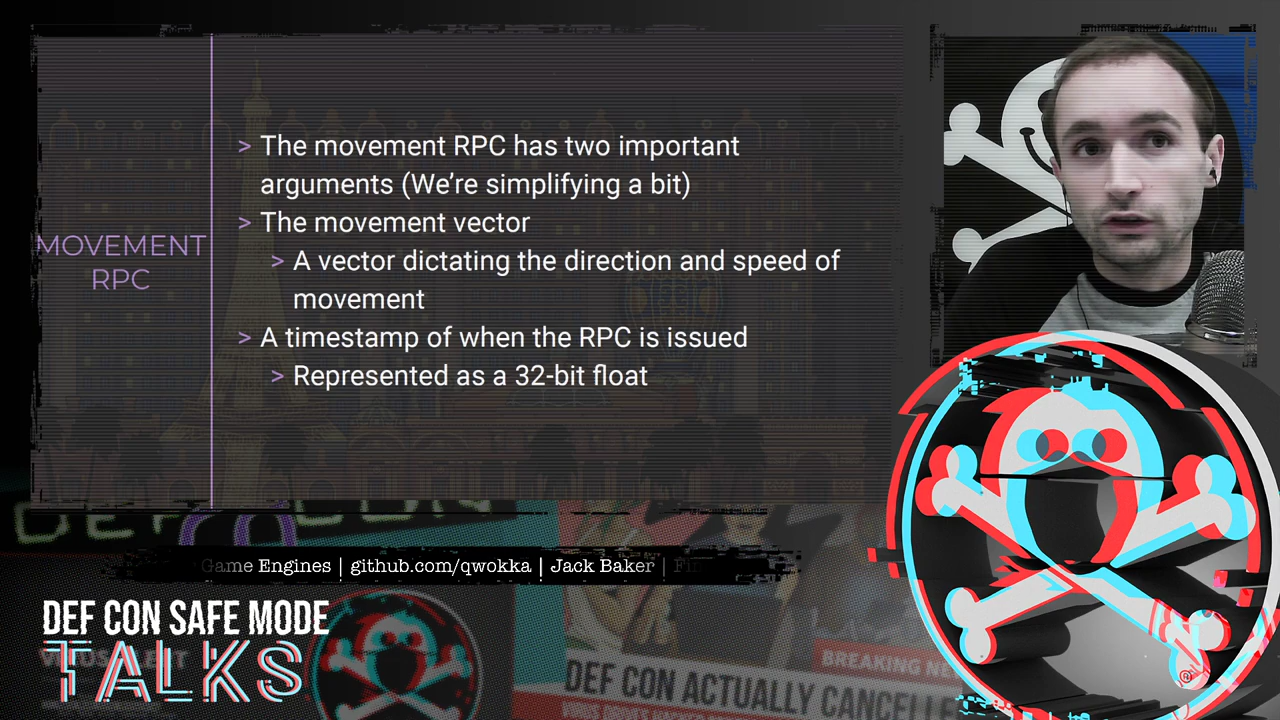 MOVEMENT
RPC
> The movement RPC has two important
arguments (We’re simplifying a bit)
> The movement vector
> A vector dictating the direction and speed of
movement
> A timestamp of when the RPC is issued
> Represented as a 32-bit float
DEF CON
Game Engines | github.com/qwokka | Jack Baker |
DEF CON SAFE MODE
TALKS
BREAKING
DEF CON ACTUALLY